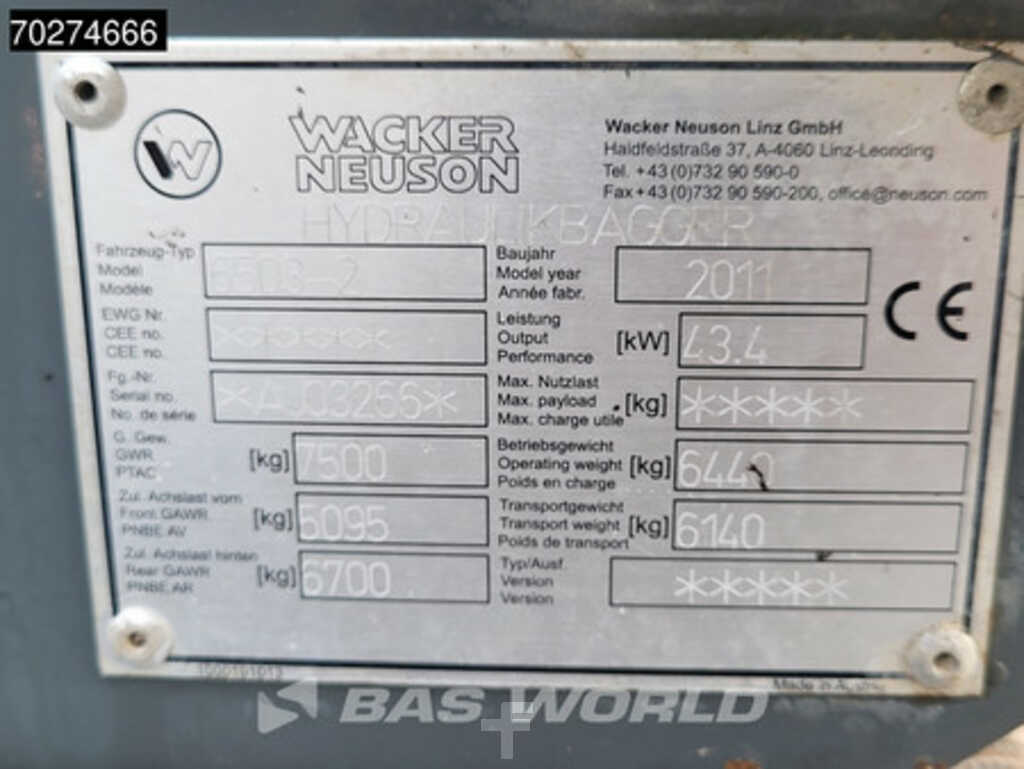 70274666
W
WACKER
NEUSON
Wacker Neuson Linz GmbH
Haidfeldstraße 37, A-4060 Linz-Leonding
Tel. +43 (0)732 90 590-0
Fax +43 (0)732 90 590-200, office@neuson.com
HYDRAULIKBAGGER
Fahrzeug-Typ
Model
Modèle
6503-2
Baujahr
Model year
Année fabr.
2011
CE
EWG Nr.
CEE no.
CEE no.
******
Leistung
Output
Performance
[kW]
43.4
Fg.-Nr.
Serial no.
No. de série
Max. Nutzlast
Max. payload
Max. charge utile
[kg]
*****
G. Gew.
GWR
PTAC
[kg]
7500
Betriebsgewicht
Operating weight
Poids en charge
[kg]
6440
Zul. Achslast vorn
Front GAWR
PNBE AV
[kg]
5095
Transportgewicht
Transport weight
Poids de transport
[kg]
6140
Zul. Achslast hinten
Rear GAWR
PNBE AR
[kg]
6700
Typ/Ausf.
Version
Version
*****
1000191013
Made in Austria
BAS WORLD